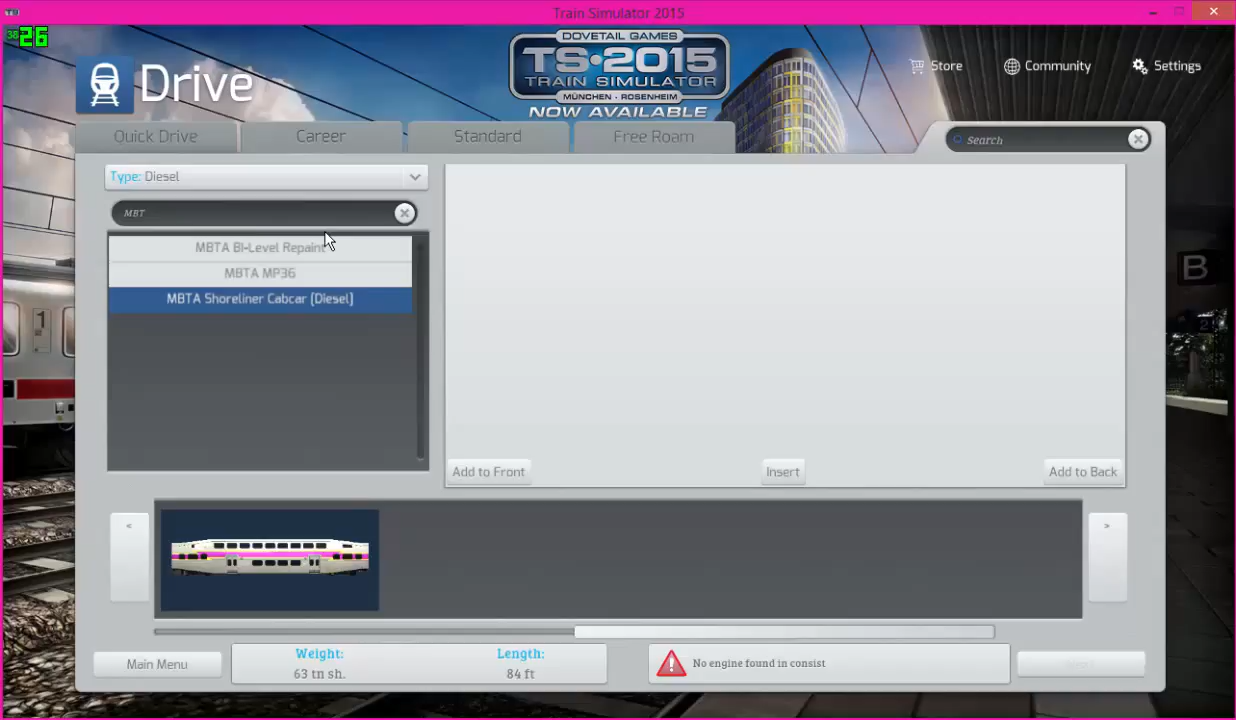 Train Simulator 2015
38 26
DOVETAIL GAMES
TS·2015
TRAIN SIMULATOR
MÜNCHEN · ROSENHEIM
NOW AVAILABLE
Drive
Store
Community
Settings
Quick Drive
Career
Standard
Free Roam
Search
Type: Diesel
MBT
MBTA BI-Level Repaint
MBTA MP36
MBTA Shoreliner Cabcar (Diesel)
B
1
2
Add to Front
Insert
Add to Back
<
>
Main Menu
Weight:
63 tn sh.
Length:
84 ft
No engine found in consist